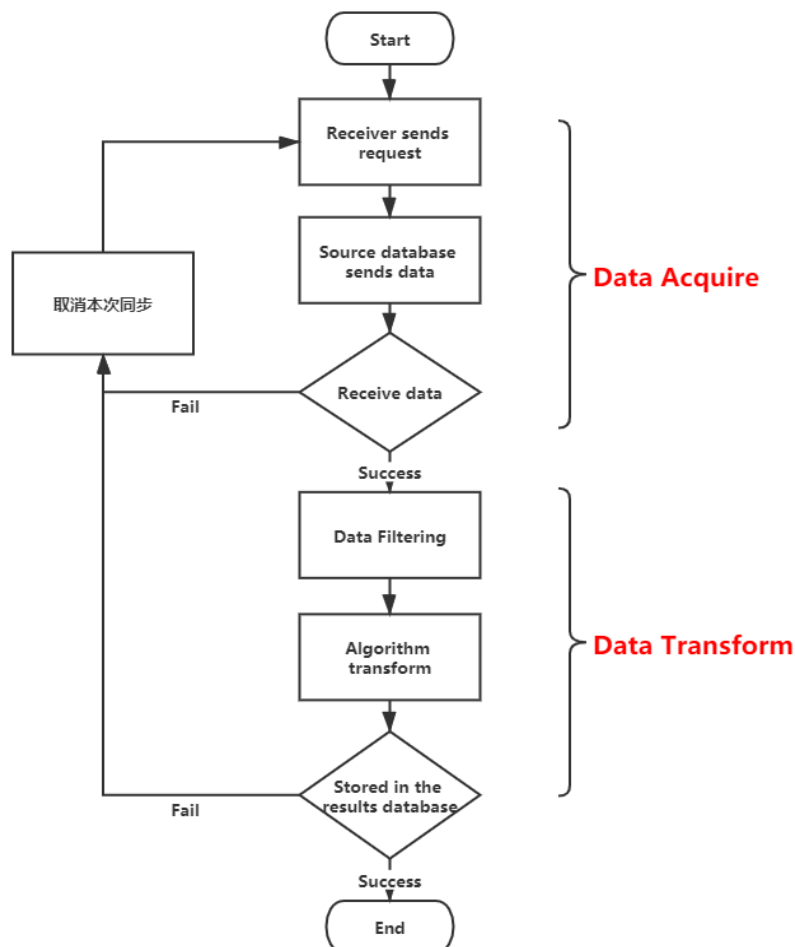 Start
Receiver sends
request
Source database
sends data
Data Acquire
取消本次同步
Receive data
Fail
Success
Data Filtering
Algorithm
transform
Data Transform
Stored in the
results database
Fail
Success
End